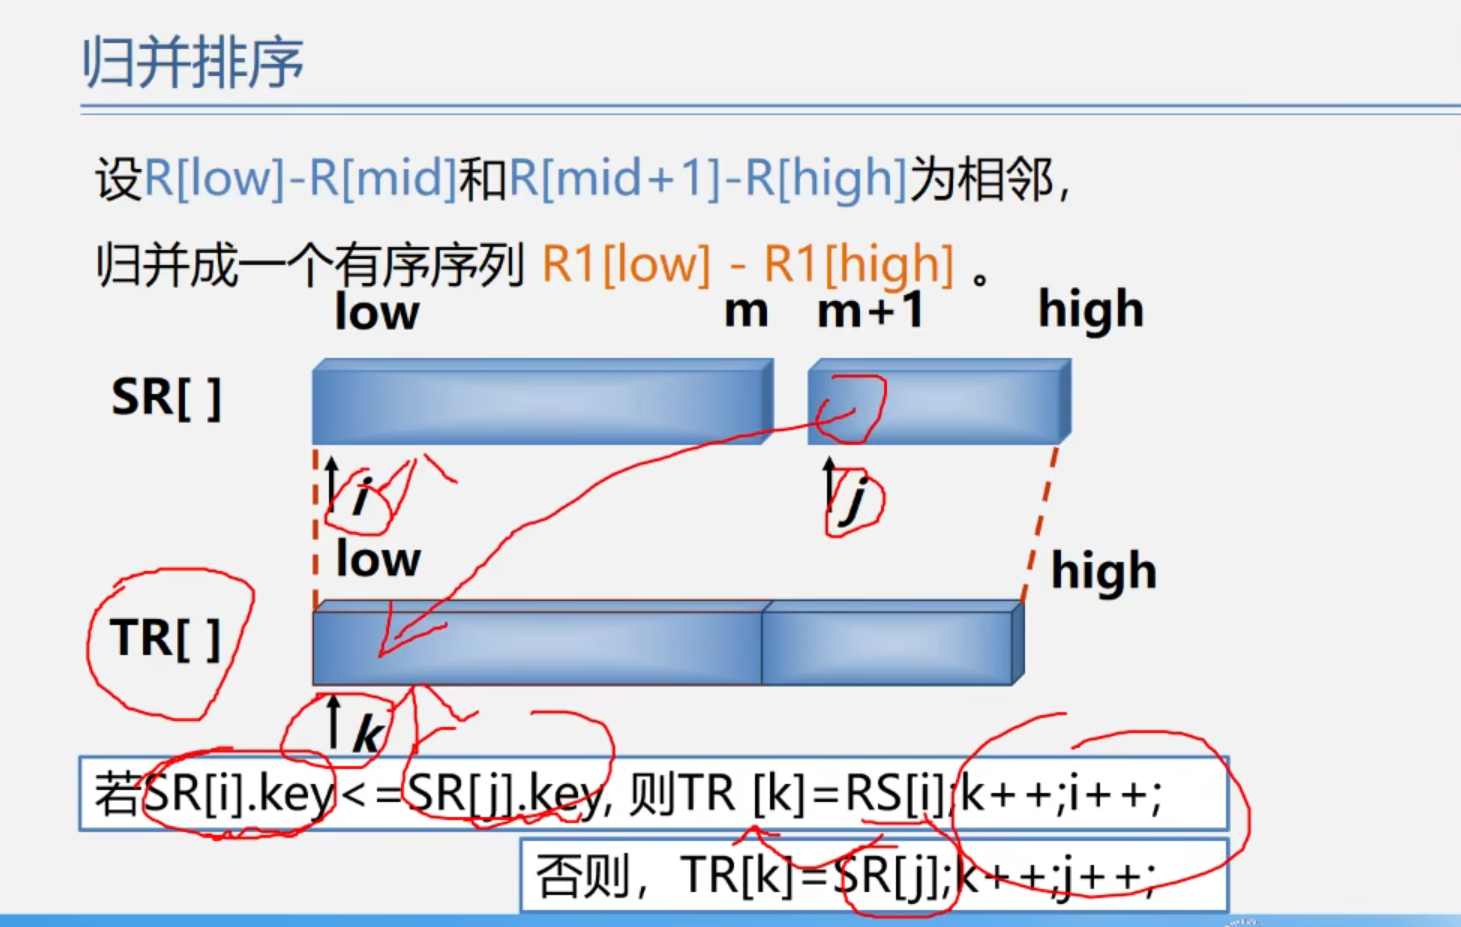 归并排序
设R[low]-R[mid]和R[mid+1]-R[high]为相邻，
归并成一个有序序列 R1[low] - R1[high] 。
low m m+1 high
SR[ ]
i j
low high
TR[ ]
k
若SR[i].key<=SR[j].key, 则TR [k]=RS[i];k++;i++;
否则，TR[k]=SR[j];k++;j++;